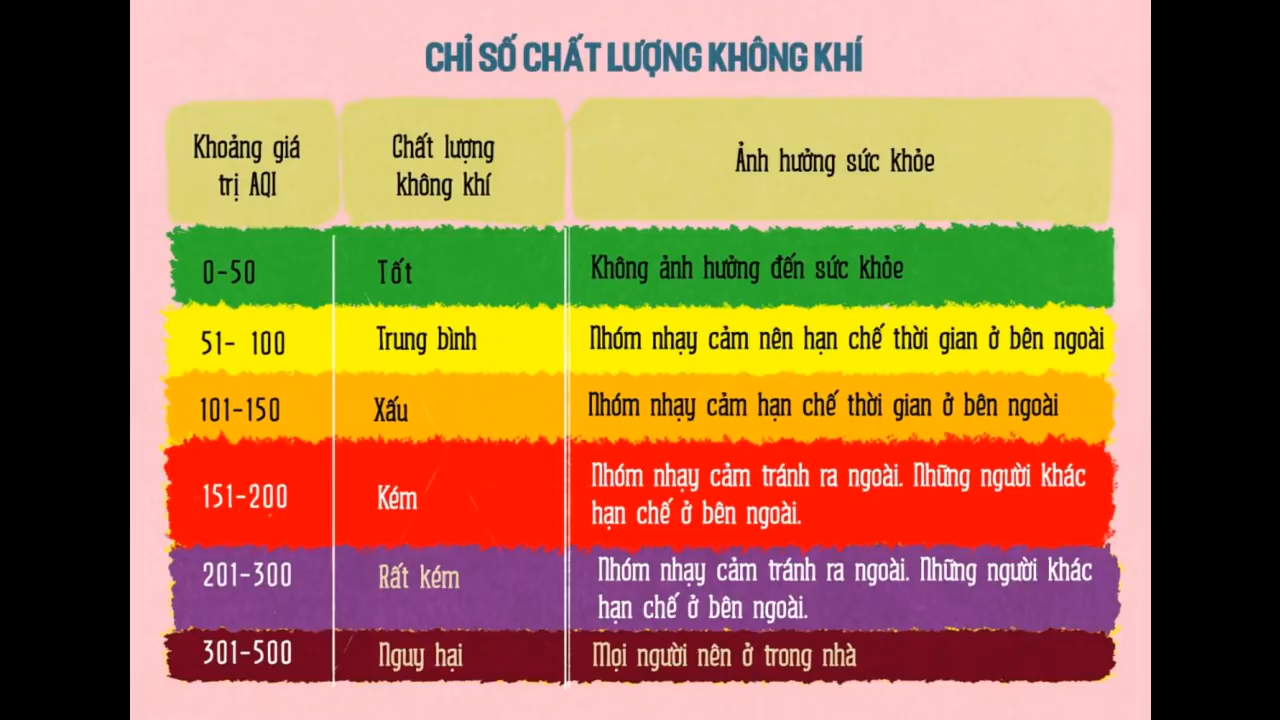 CHỈ SỐ CHẤT LƯỢNG KHÔNG KHÍ
Khoảng giá
trị AQI
Chất lượng
không khí
Ảnh hưởng sức khỏe
0-50
Tốt
Không ảnh hưởng đến sức khỏe
51- 100
Trung bình
Nhóm nhạy cảm nên hạn chế thời gian ở bên ngoài
101-150
Xấu
Nhóm nhạy cảm hạn chế thời gian ở bên ngoài
151-200
Kém
Nhóm nhạy cảm tránh ra ngoài. Những người khác
hạn chế ở bên ngoài.
201-300
Rất kém
Nhóm nhạy cảm tránh ra ngoài. Những người khác
hạn chế ở bên ngoài.
301-500
Nguy hại
Mọi người nên ở trong nhà